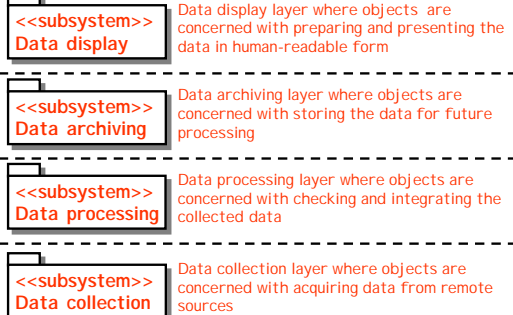 <<subsystem>>
Data display
Data display layer where objects are
concerned with preparing and presenting the
data in human-readable form
<<subsystem>>
Data archiving
Data archiving layer where objects are
concerned with storing the data for future
processing
<<subsystem>>
Data processing
Data processing layer where objects are
concerned with checking and integrating the
collected data
<<subsystem>>
Data collection
Data collection layer where objects are
concerned with acquiring data from remote
sources